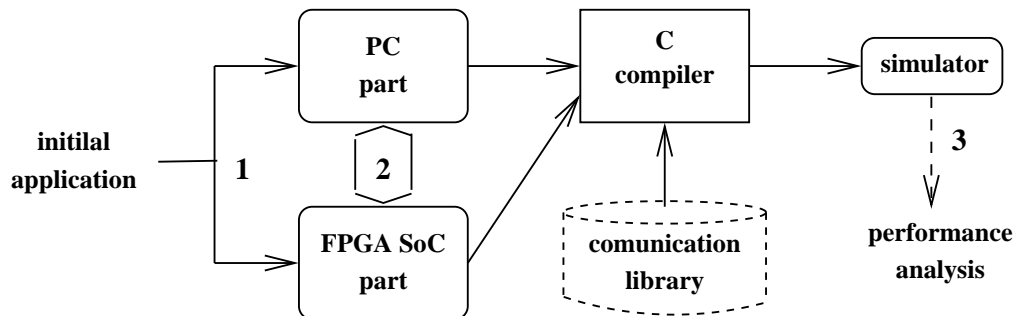 initilal
application
1
PC
part
2
FPGA SoC
part
C
compiler
comunication
library
simulator
3
performance
analysis